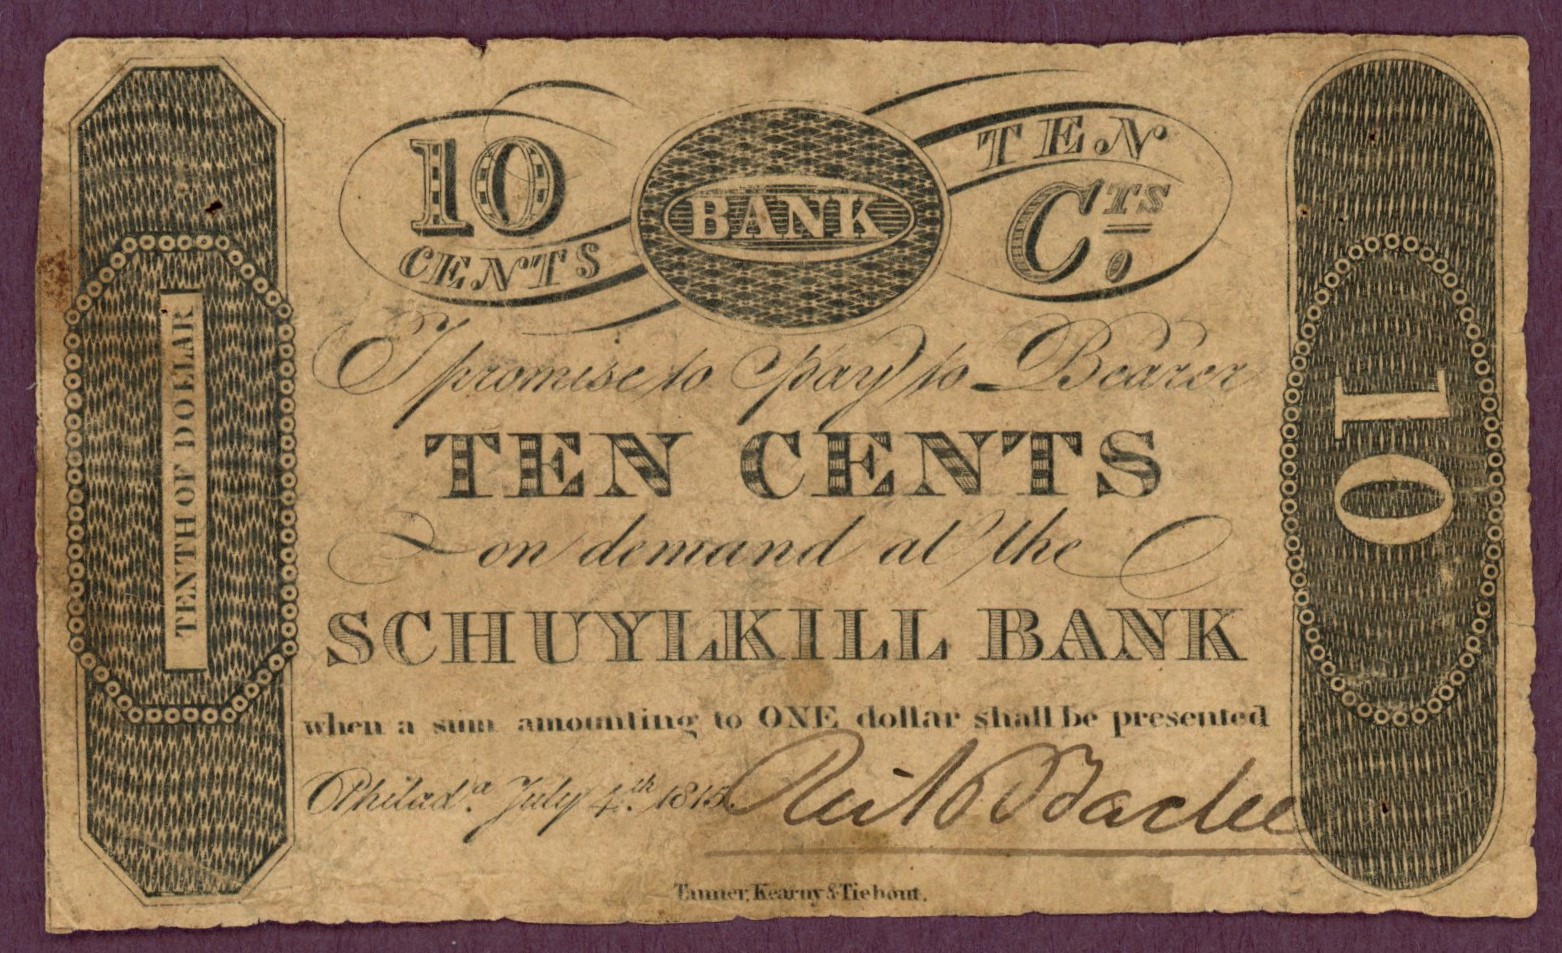 10
CENTS
BANK
TEN
CTS
TENTH OF DOLLAR
10
I promise to pay to Bearer
TEN CENTS
on demand at the
SCHUYLKILL BANK
when a sum amounting to ONE dollar shall be presented
Philada. July 4th. 1815.
Tanner, Kearny & Tiebout.